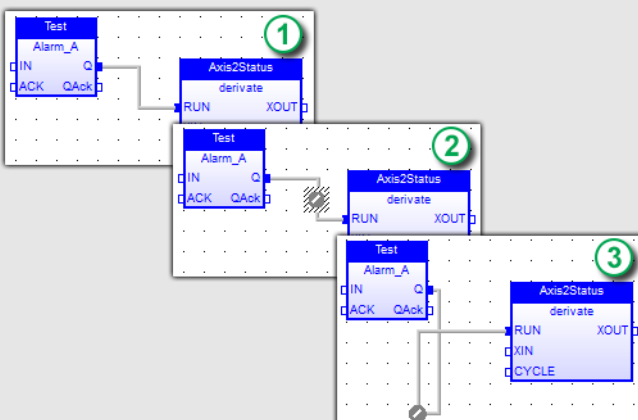 Test
1
Alarm_A
IN Q
ACK QAck
Axis2Status
derivate
RUN XOUT
Test
2
Alarm_A
IN Q
ACK QAck
Axis2Status
derivate
RUN XOUT
Test
3
Alarm_A
IN Q
ACK QAck
Axis2Status
derivate
RUN XOUT
XIN
CYCLE